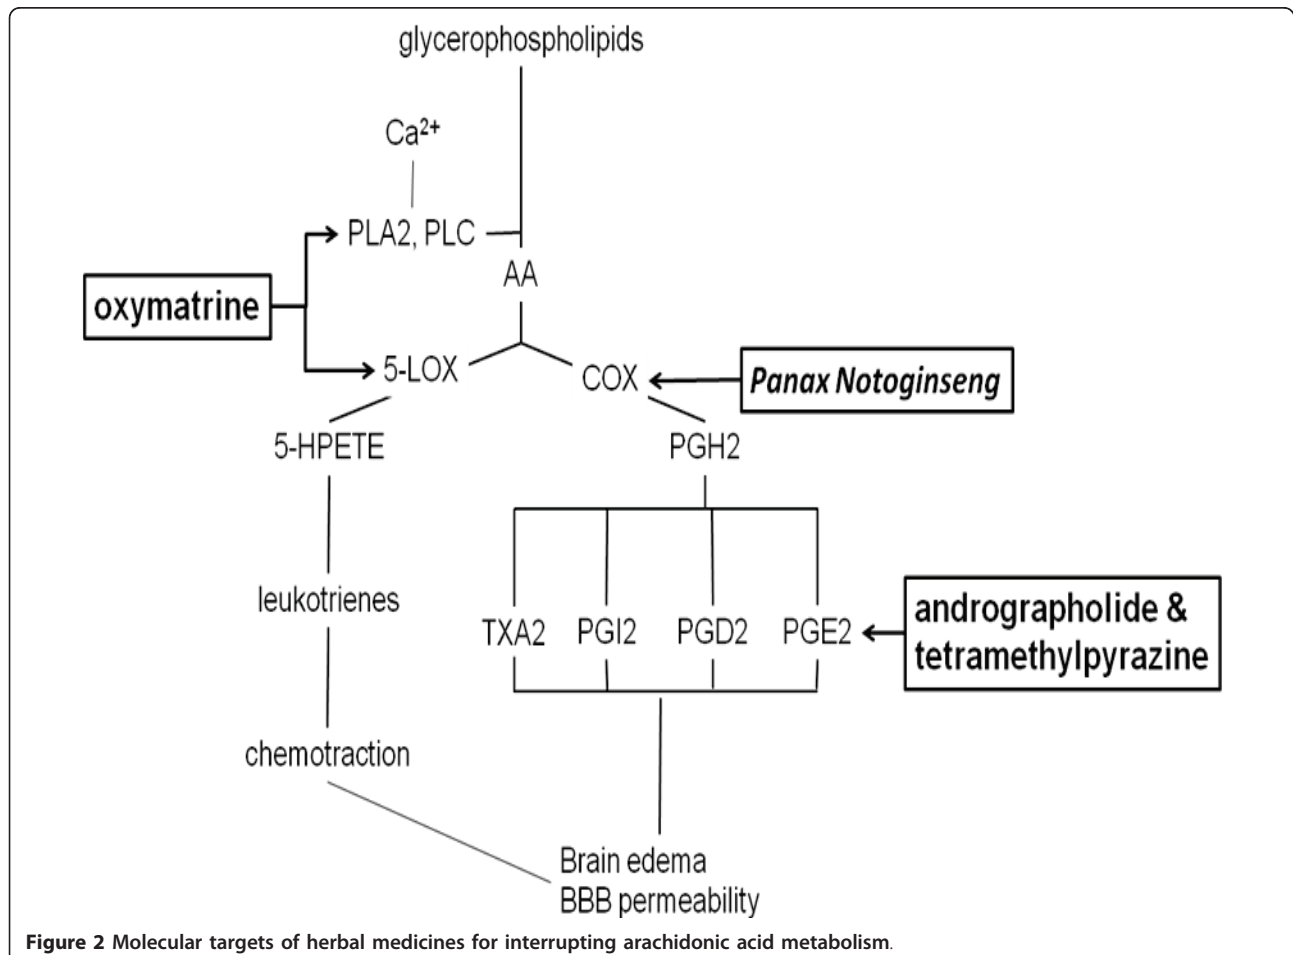 glycerophospholipids
Ca²⁺
PLA2, PLC
AA
oxymatrine
5-LOX
COX
Panax Notoginseng
5-HPETE
PGH2
leukotrienes
TXA2 PGI2 PGD2 PGE2
andrographolide &
tetramethylpyrazine
chemotraction
Brain edema
BBB permeability
Figure 2 Molecular targets of herbal medicines for interrupting arachidonic acid metabolism.